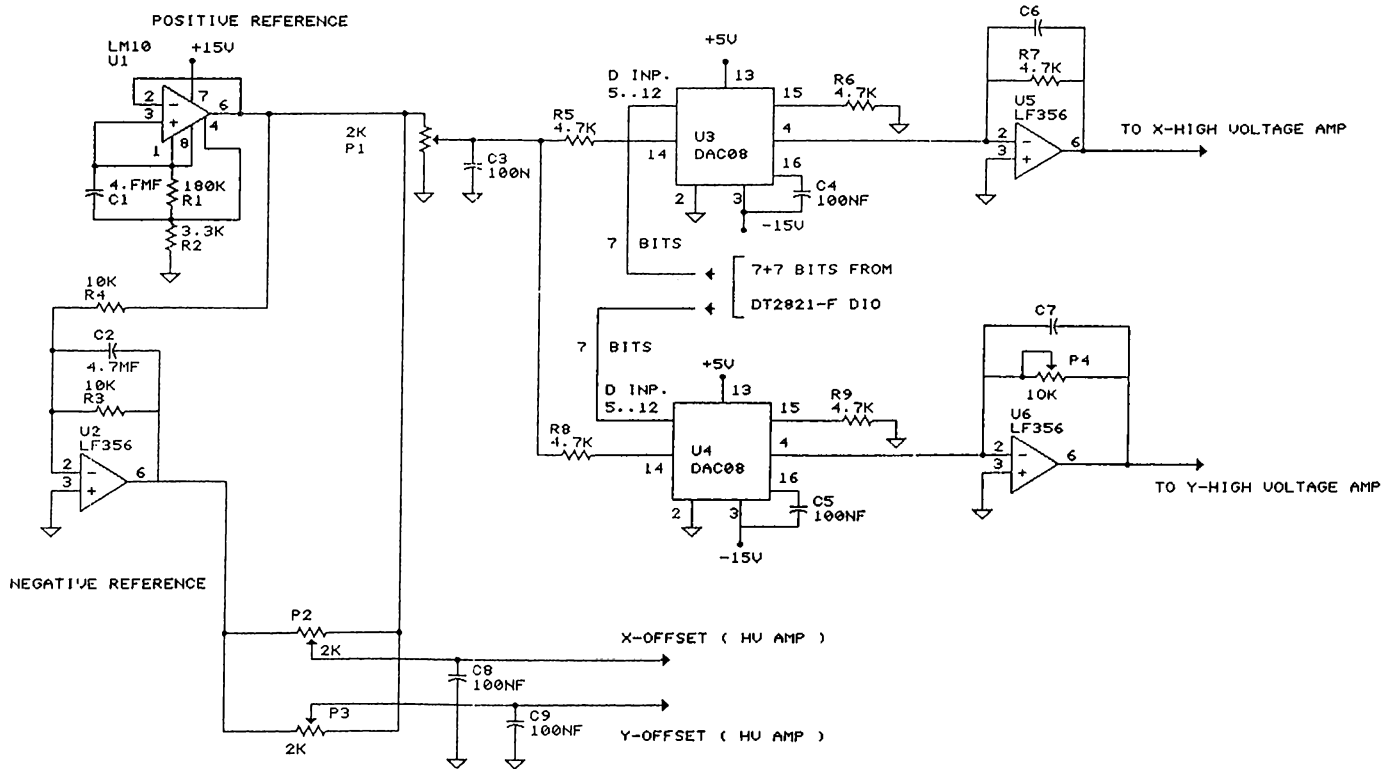 POSITIVE REFERENCE
LM10
U1
+15V
2
3
7
6
4
1
8
4.FMF
C1
180K
R1
3.3K
R2
10K
R4
C2
4.7MF
10K
R3
U2
LF356
2
3
6
NEGATIVE REFERENCE
2K
P1
C3
100N
R5
4.7K
D INP.
5..12
+5V
13
14
U3
DAC08
15
4
16
2
3
R6
4.7K
C4
100NF
-15V
7 BITS
7+7 BITS FROM
DT2821-F DIO
7 BITS
C6
R7
4.7K
U5
LF356
2
3
6
TO X-HIGH VOLTAGE AMP
D INP.
5..12
+5V
13
R8
4.7K
14
U4
DAC08
15
4
16
2
3
R9
4.7K
C5
100NF
-15V
C7
P4
10K
U6
LF356
2
3
6
TO Y-HIGH VOLTAGE AMP
P2
2K
X-OFFSET ( HV AMP )
C8
100NF
P3
2K
C9
100NF
Y-OFFSET ( HV AMP )